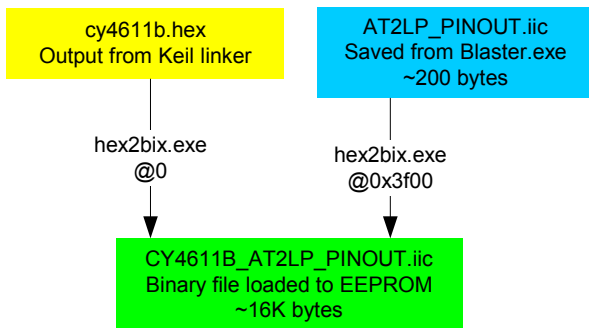 cy4611b.hex
Output from Keil linker
AT2LP_PINOUT.iic
Saved from Blaster.exe
~200 bytes
hex2bix.exe
@0
hex2bix.exe
@0x3f00
CY4611B_AT2LP_PINOUT.iic
Binary file loaded to EEPROM
~16K bytes